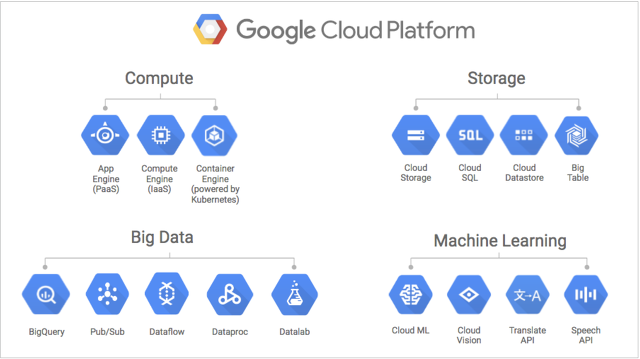 Google Cloud Platform
Compute
Storage
App
Engine
(PaaS)
Compute
Engine
(IaaS)
Container
Engine
(powered by
Kubernetes)
SQL
Cloud
Storage
Cloud
SQL
Cloud
Datastore
Big
Table
Big Data
Machine Learning
文→A
BigQuery
Pub/Sub
Dataflow
Dataproc
Datalab
Cloud ML
Cloud
Vision
Translate
API
Speech
API